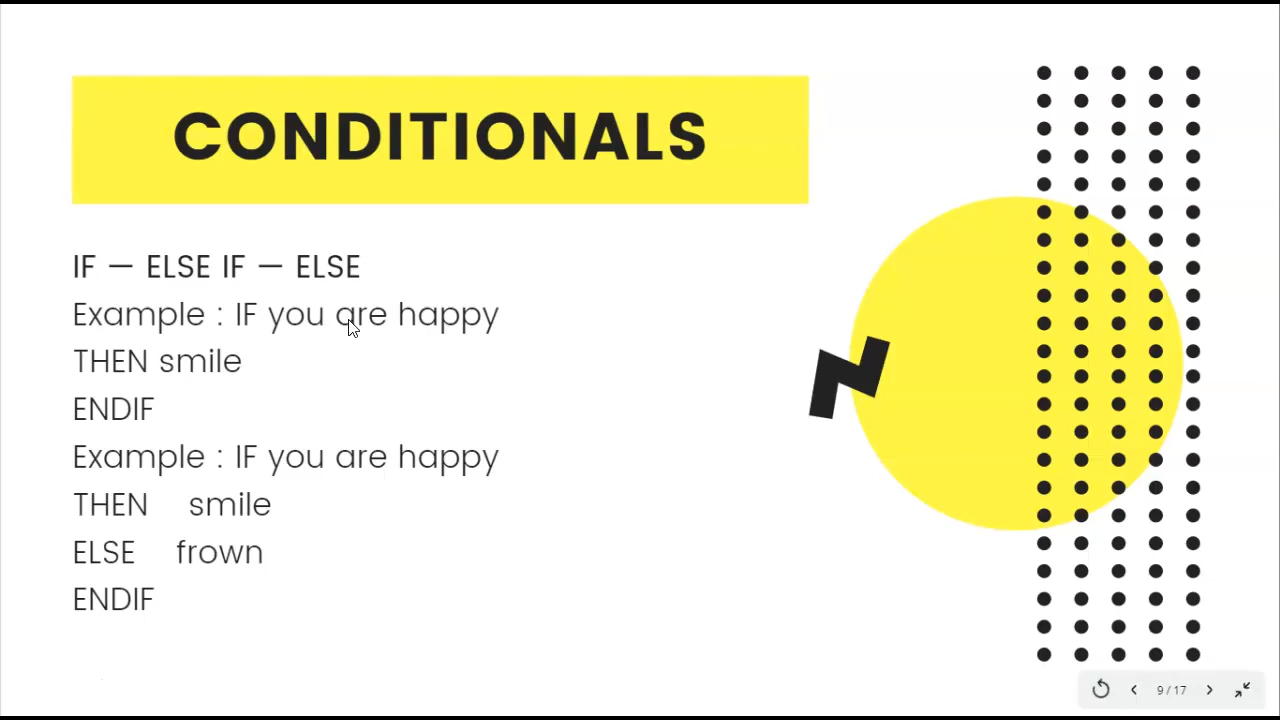 CONDITIONALS
IF — ELSE IF — ELSE
Example : IF you are happy
THEN smile
ENDIF
Example : IF you are happy
THEN smile
ELSE frown
ENDIF
9 / 17